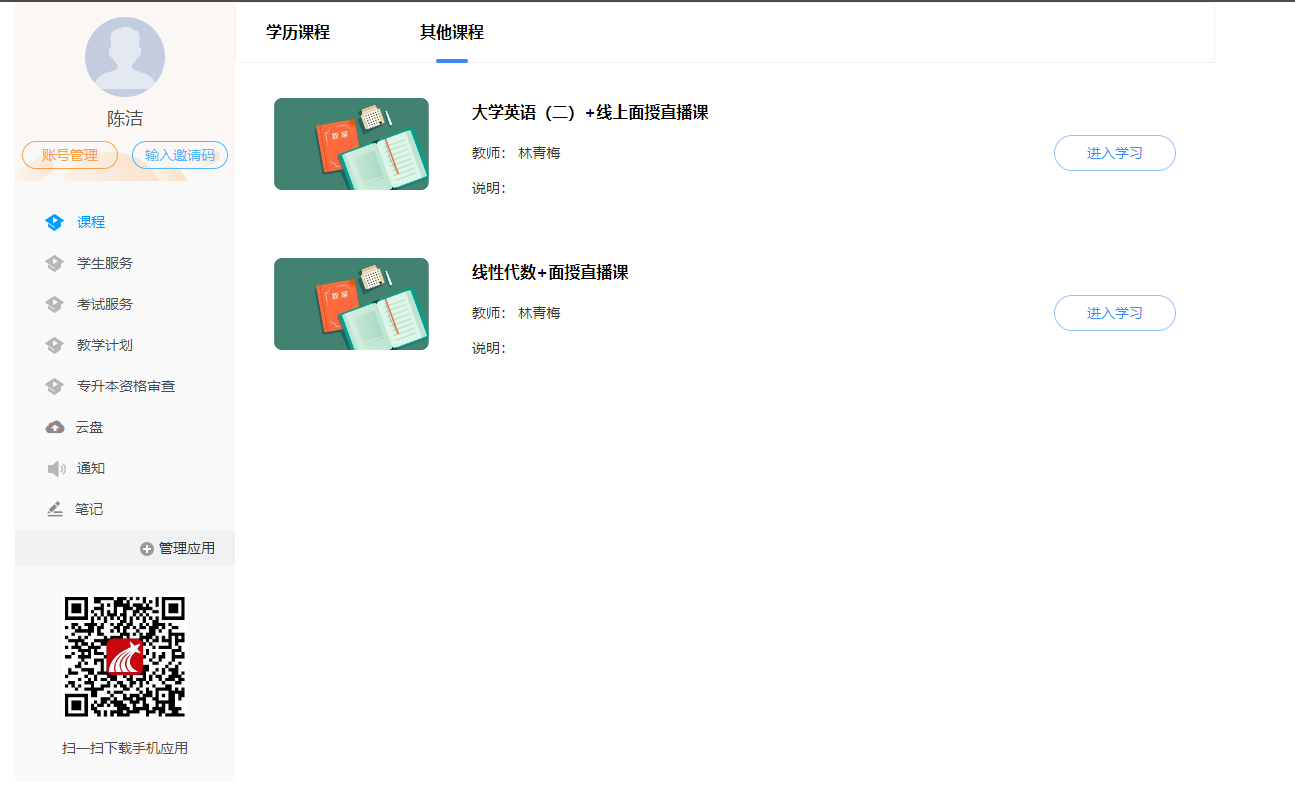 陈洁
账号管理
输入邀请码
课程
学生服务
考试服务
教学计划
专升本资格审查
云盘
通知
笔记
管理应用
扫一扫下载手机应用
学历课程
其他课程
教案
大学英语（二）+线上面授直播课
教师： 林青梅
说明：
进入学习
教案
线性代数+面授直播课
教师： 林青梅
说明：
进入学习